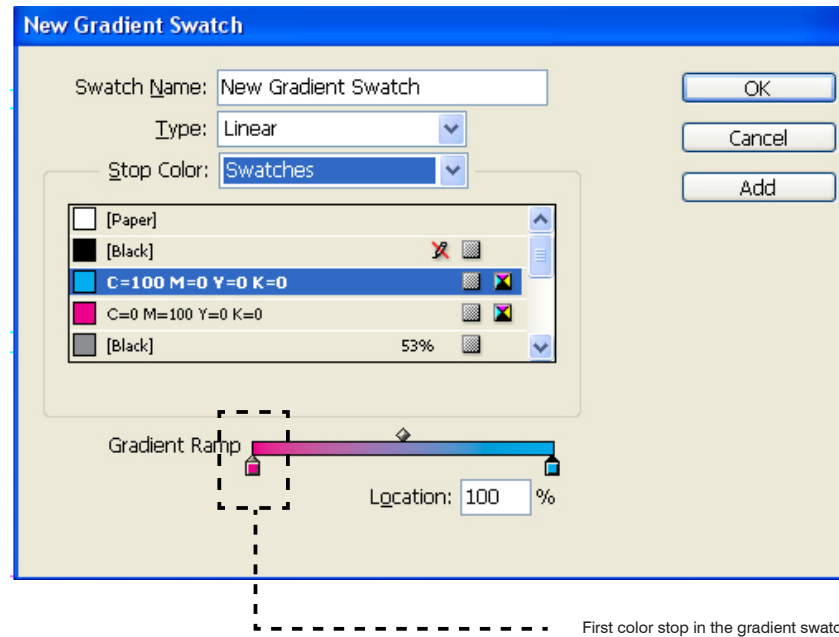 New Gradient Swatch
Swatch Name: New Gradient Swatch
OK
Type: Linear
Cancel
Stop Color: Swatches
Add
[Paper]
[Black]
C=100 M=0 Y=0 K=0
C=0 M=100 Y=0 K=0
[Black] 53%
Gradient Ramp
Location: 100 %
First color stop in the gradient